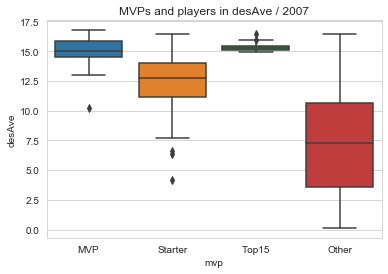 MVPs and players in desAve / 2007
17.5
15.0
12.5
10.0
7.5
5.0
2.5
0.0
desAve
MVP Starter Top15 Other
mvp